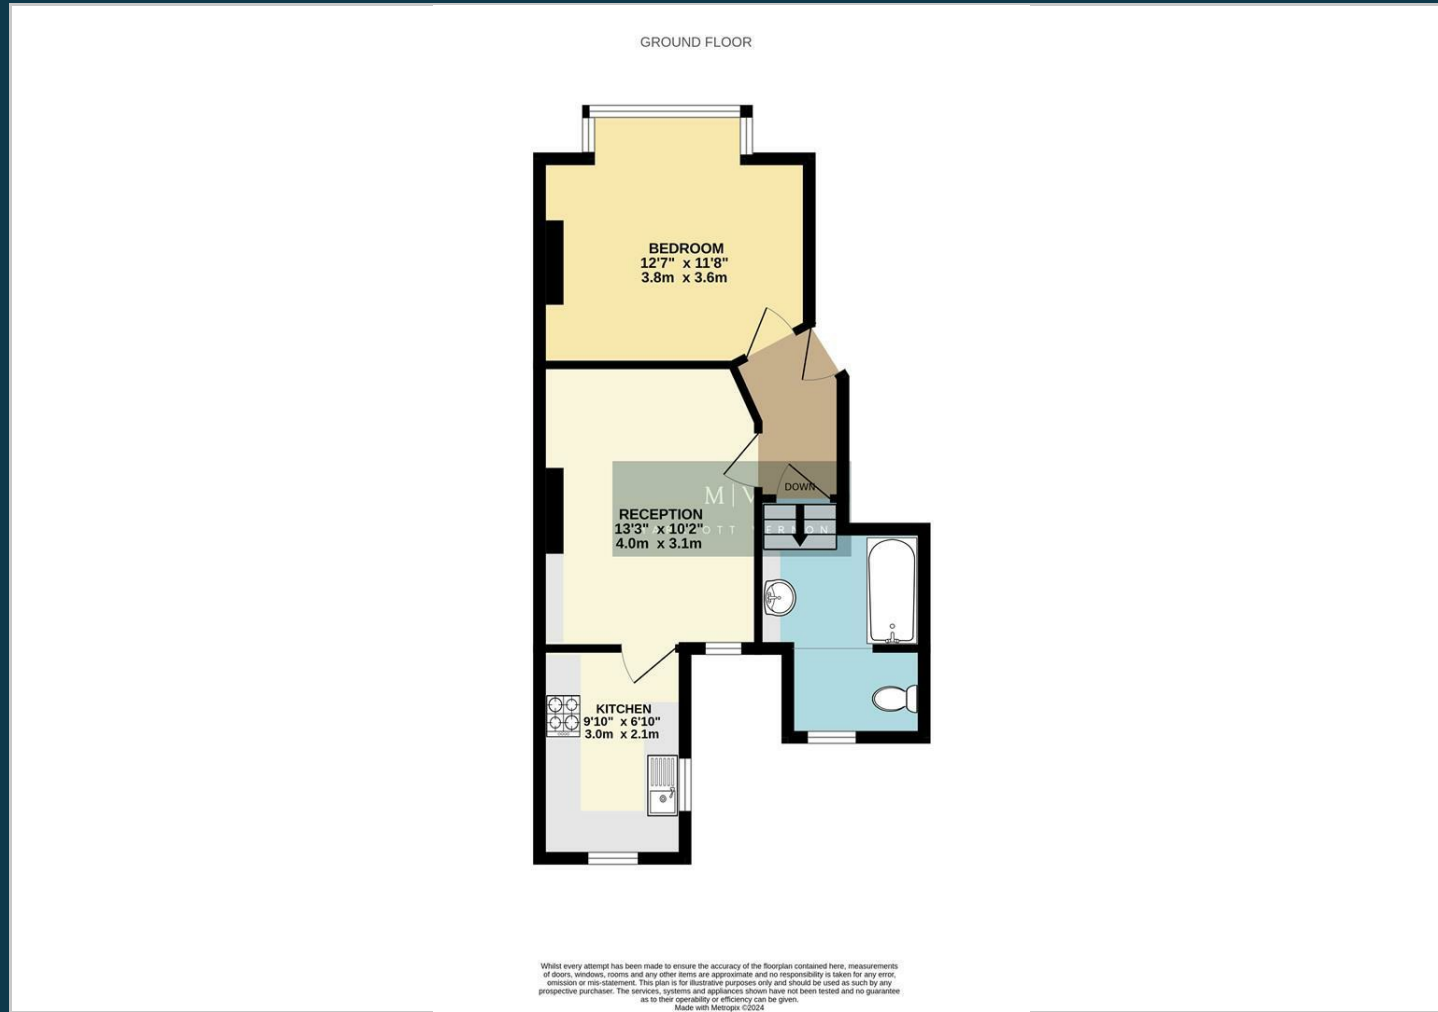 GROUND FLOOR
BEDROOM
12'7" x 11'8"
3.8m x 3.6m
DOWN
M|V
RECEPTION
13'3" x 10'2"
4.0m x 3.1m
OTT VERNON
KITCHEN
9'10" x 6'10"
3.0m x 2.1m
Whilst every attempt has been made to ensure the accuracy of the floorplan contained here, measurements
of doors, windows, rooms and any other items are approximate and no responsibility is taken for any error,
omission or mis-statement. This plan is for illustrative purposes only and should be used as such by any
prospective purchaser. The services, systems and appliances shown have not been tested and no guarantee
as to their operability or efficiency can be given.
Made with Metropix ©2024